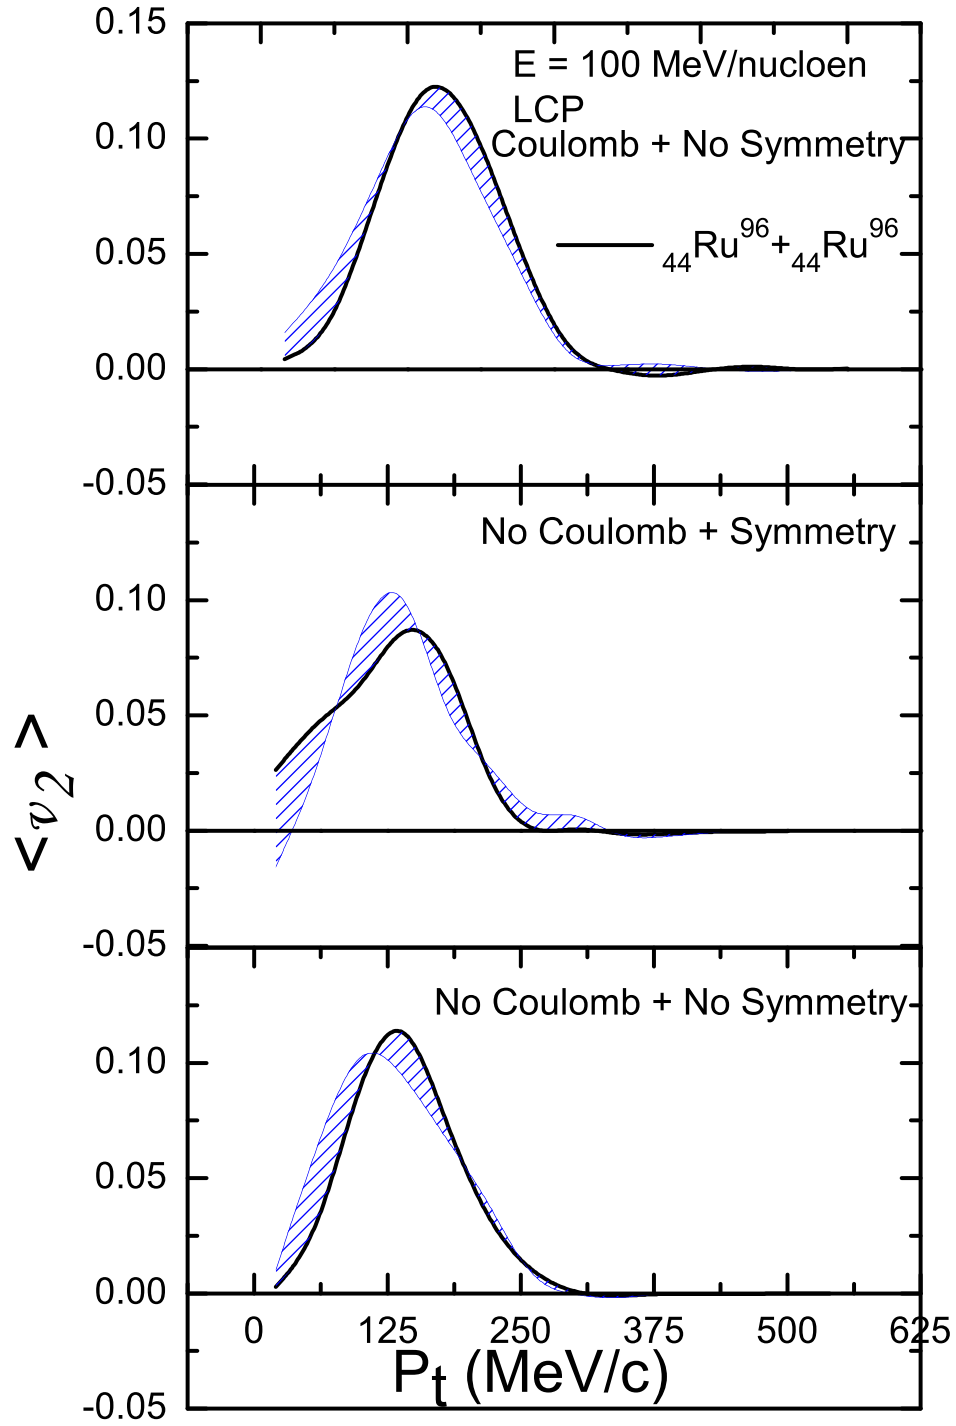 0.15
E = 100 MeV/nucloen
LCP
0.10
Coulomb + No Symmetry
0.05
₄₄Ru⁹⁶+₄₄Ru⁹⁶
0.00
-0.05
No Coulomb + Symmetry
0.10
0.05
<v₂>
0.00
-0.05
No Coulomb + No Symmetry
0.10
0.05
0.00
0 125 250 375 500 625
Pₜ (MeV/c)
-0.05